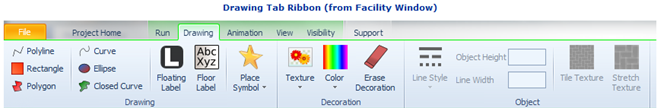 Drawing Tab Ribbon (from Facility Window)
File Project Home Run Drawing Animation View Visibility Support
Polyline Curve
Rectangle Ellipse
Polygon Closed Curve
Floating Label
Abc Xyz
Floor Label
Place Symbol
Texture
Color
Erase Decoration
Line Style
Object Height
Line Width
Tile Texture
Stretch Texture
Drawing Decoration Object